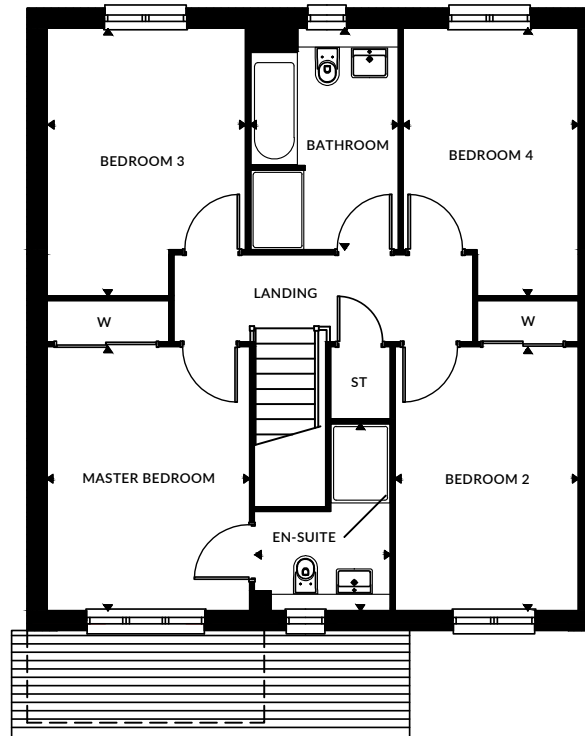 BATHROOM
BEDROOM 3
BEDROOM 4
LANDING
W
W
ST
MASTER BEDROOM
BEDROOM 2
EN-SUITE